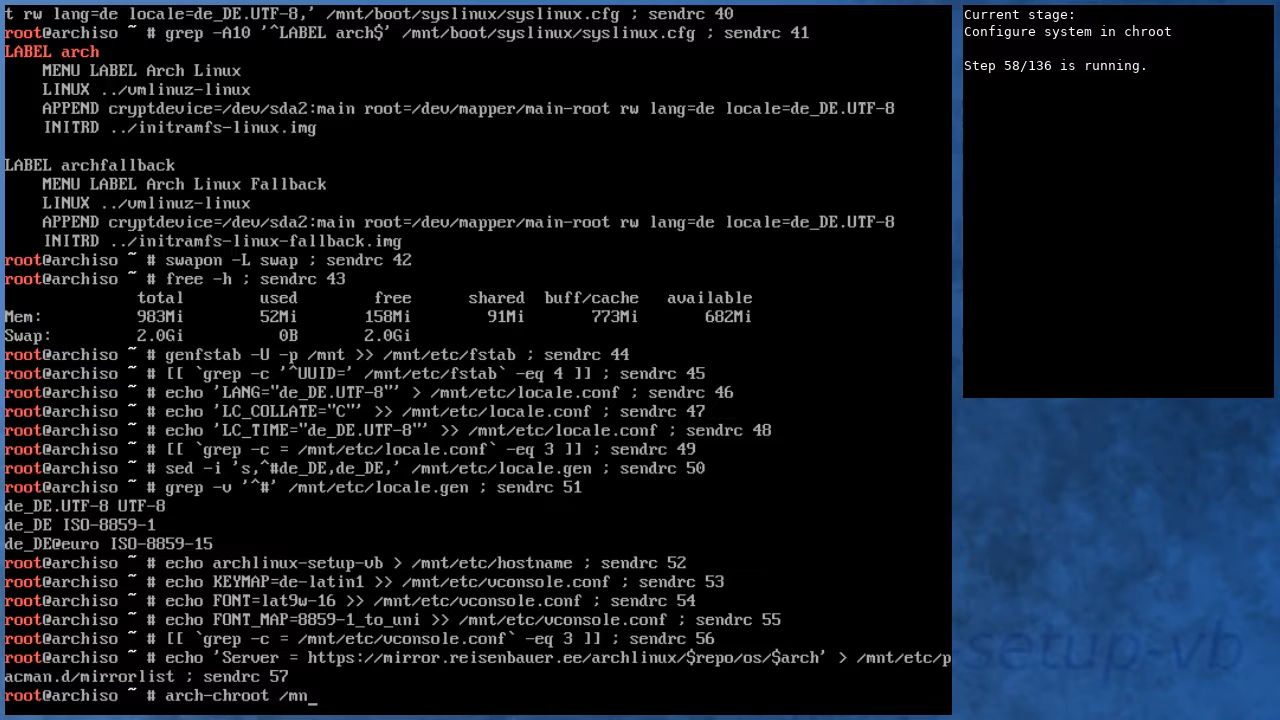 t rw lang=de locale=de_DE.UTF-8,' /mnt/boot/syslinux/syslinux.cfg ; sendrc 40
root@archiso ~ # grep -A10 '^LABEL arch$' /mnt/boot/syslinux/syslinux.cfg ; sendrc 41
LABEL arch
    MENU LABEL Arch Linux
    LINUX ../vmlinuz-linux
    APPEND cryptdevice=/dev/sda2:main root=/dev/mapper/main-root rw lang=de locale=de_DE.UTF-8
    INITRD ../initramfs-linux.img

LABEL archfallback
    MENU LABEL Arch Linux Fallback
    LINUX ../vmlinuz-linux
    APPEND cryptdevice=/dev/sda2:main root=/dev/mapper/main-root rw lang=de locale=de_DE.UTF-8
    INITRD ../initramfs-linux-fallback.img
root@archiso ~ # swapon -L swap ; sendrc 42
root@archiso ~ # free -h ; sendrc 43
              total        used        free      shared  buff/cache   available
Mem:          983Mi        52Mi       158Mi        91Mi       773Mi       682Mi
Swap:         2.0Gi          0B       2.0Gi
root@archiso ~ # genfstab -U -p /mnt >> /mnt/etc/fstab ; sendrc 44
root@archiso ~ # [[ `grep -c '^UUID=' /mnt/etc/fstab` -eq 4 ]] ; sendrc 45
root@archiso ~ # echo 'LANG="de_DE.UTF-8"' > /mnt/etc/locale.conf ; sendrc 46
root@archiso ~ # echo 'LC_COLLATE="C"' >> /mnt/etc/locale.conf ; sendrc 47
root@archiso ~ # echo 'LC_TIME="de_DE.UTF-8"' >> /mnt/etc/locale.conf ; sendrc 48
root@archiso ~ # [[ `grep -c = /mnt/etc/locale.conf` -eq 3 ]] ; sendrc 49
root@archiso ~ # sed -i 's,^#de_DE,de_DE,' /mnt/etc/locale.gen ; sendrc 50
root@archiso ~ # grep -v '^#' /mnt/etc/locale.gen ; sendrc 51
de_DE.UTF-8 UTF-8
de_DE ISO-8859-1
de_DE@euro ISO-8859-15
root@archiso ~ # echo archlinux-setup-vb > /mnt/etc/hostname ; sendrc 52
root@archiso ~ # echo KEYMAP=de-latin1 >> /mnt/etc/vconsole.conf ; sendrc 53
root@archiso ~ # echo FONT=lat9w-16 >> /mnt/etc/vconsole.conf ; sendrc 54
root@archiso ~ # echo FONT_MAP=8859-1_to_uni >> /mnt/etc/vconsole.conf ; sendrc 55
root@archiso ~ # [[ `grep -c = /mnt/etc/vconsole.conf` -eq 3 ]] ; sendrc 56
root@archiso ~ # echo 'Server = https://mirror.reisenbauer.ee/archlinux/$repo/os/$arch' > /mnt/etc/p
acman.d/mirrorlist ; sendrc 57
root@archiso ~ # arch-chroot /mn_
Current stage:
Configure system in chroot

Step 58/136 is running.
setup-vb